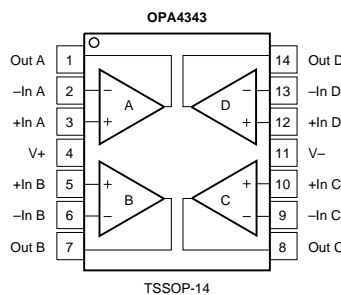 OPA4343
Out A 1 14 Out D
–In A 2 – – 13 –In D
A D
+In A 3 + + 12 +In D
V+ 4 11 V–
+In B 5 + + 10 +In C
B C
–In B 6 – – 9 –In C
Out B 7 8 Out C
TSSOP-14